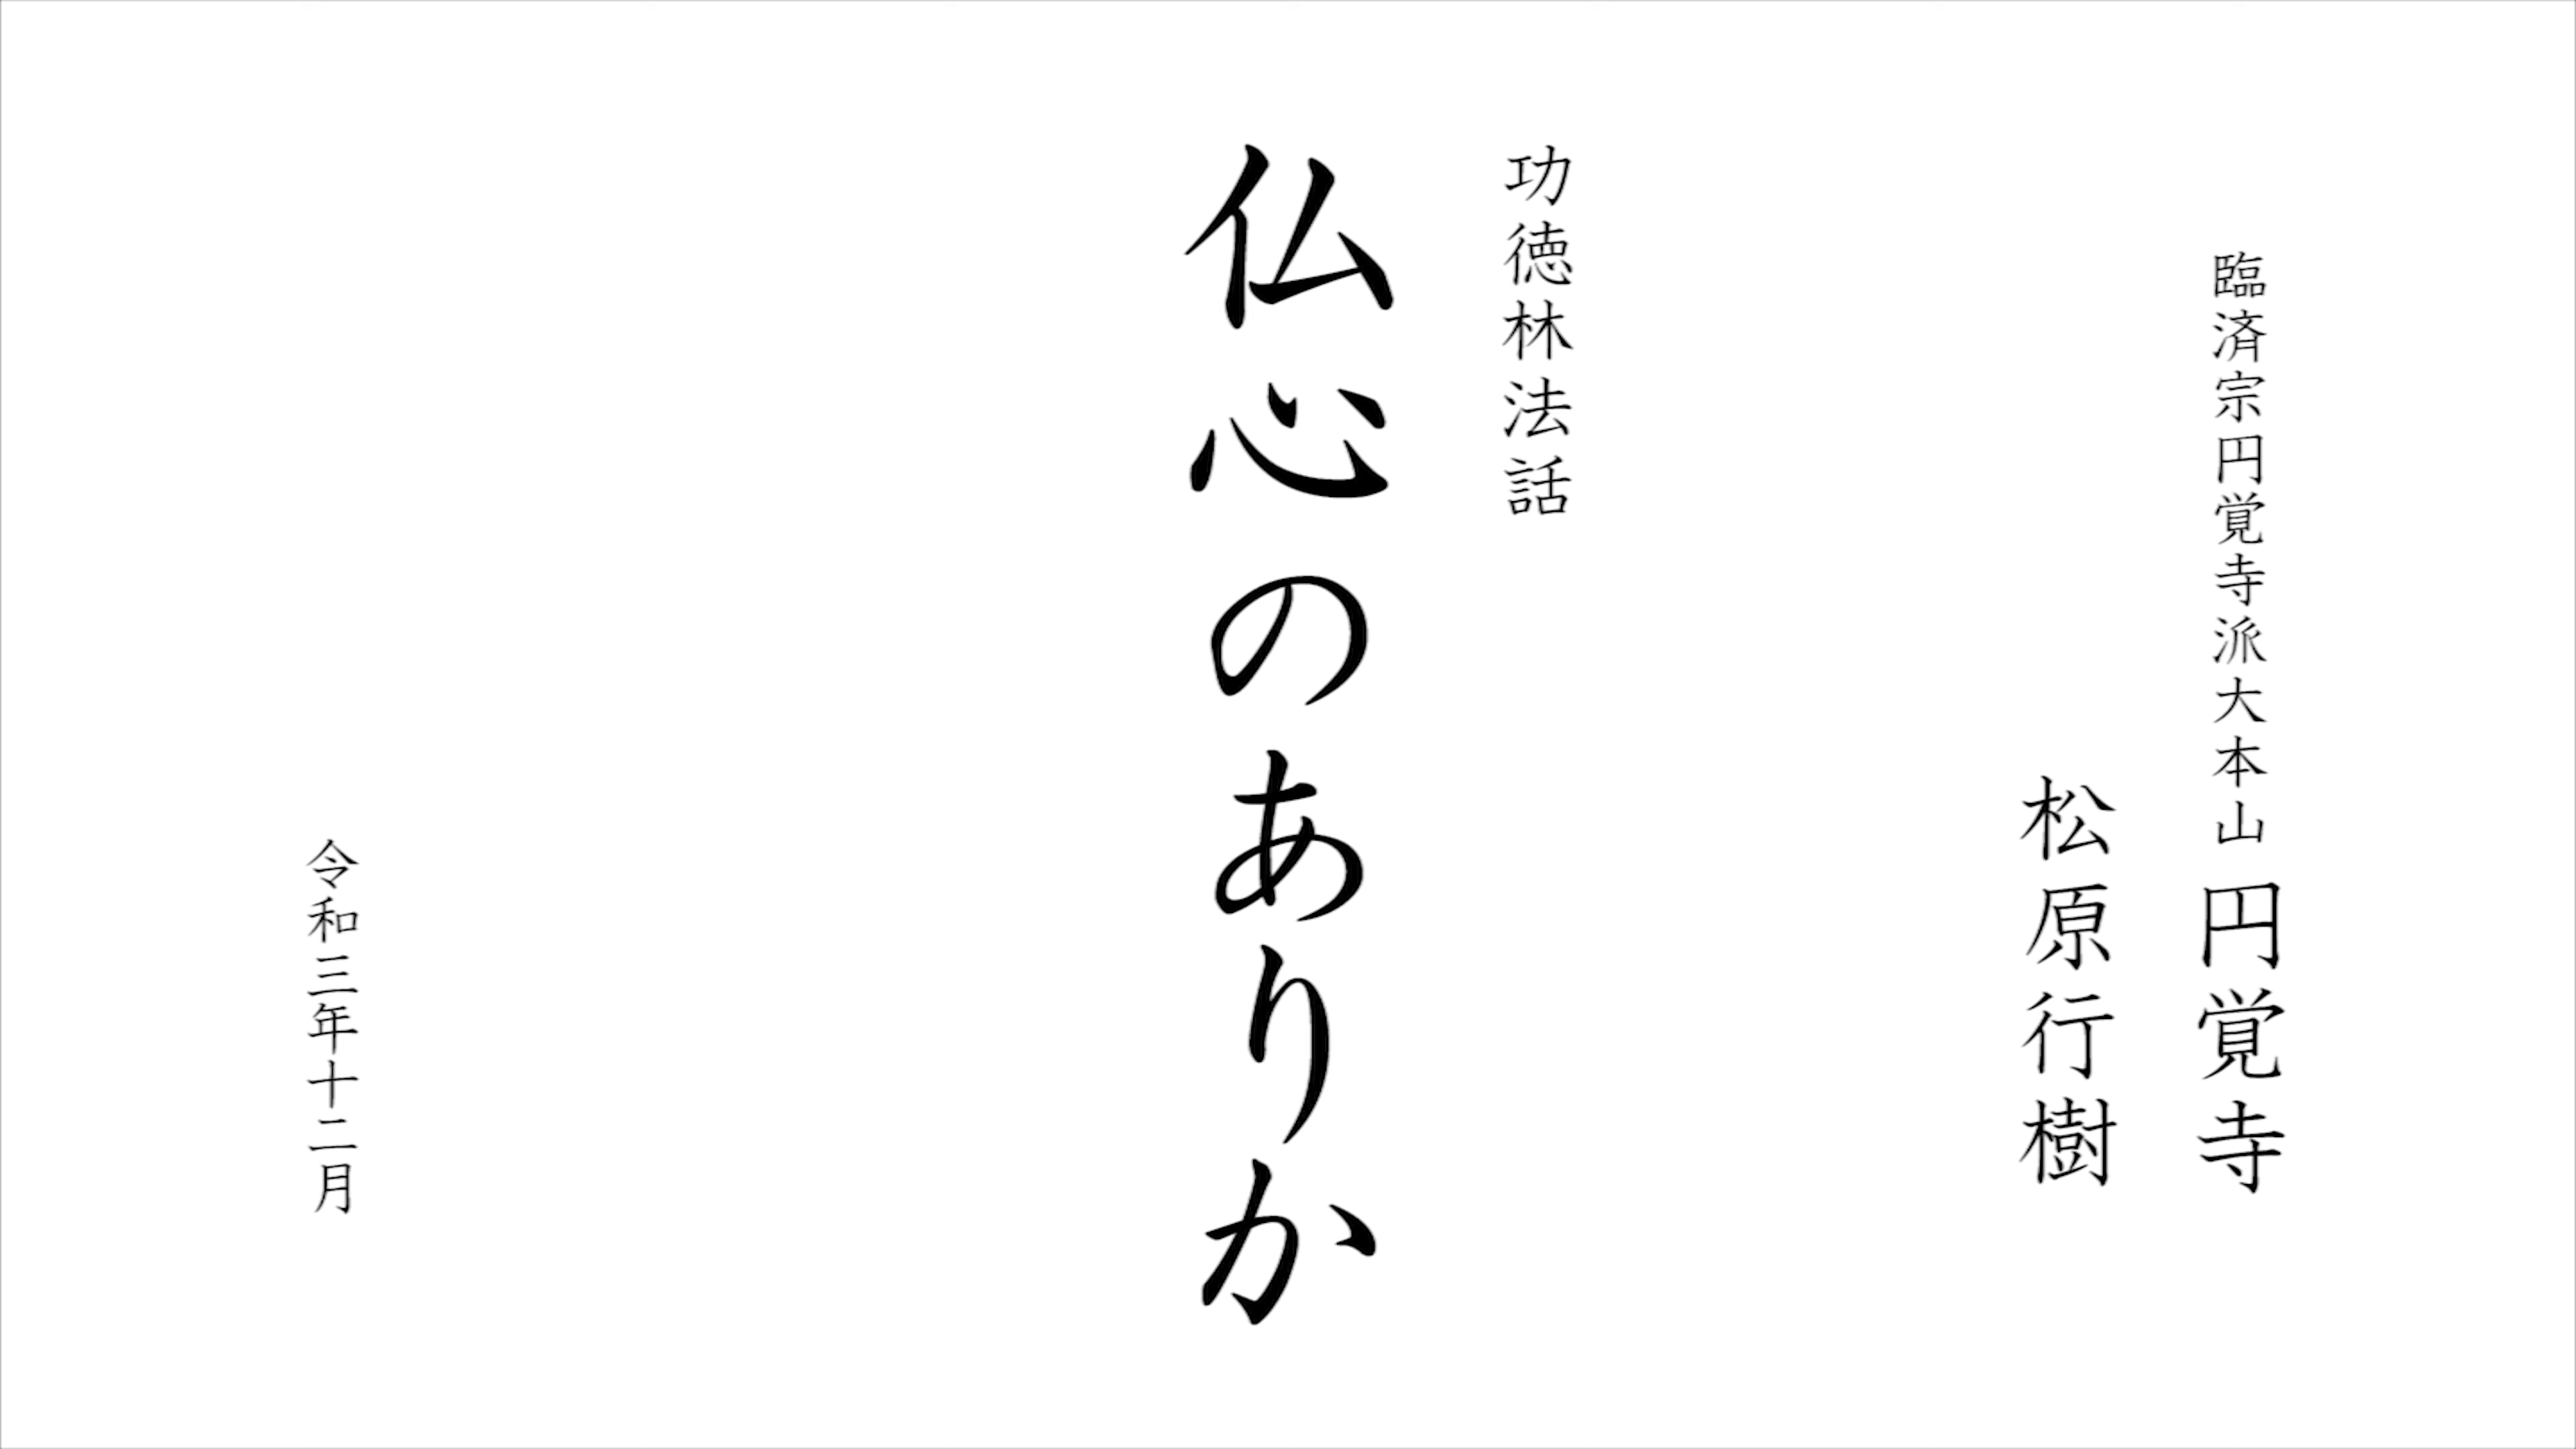 臨済宗円覚寺派大本山 円覚寺
松原行樹
功徳林法話
仏心のありか
令和三年十二月